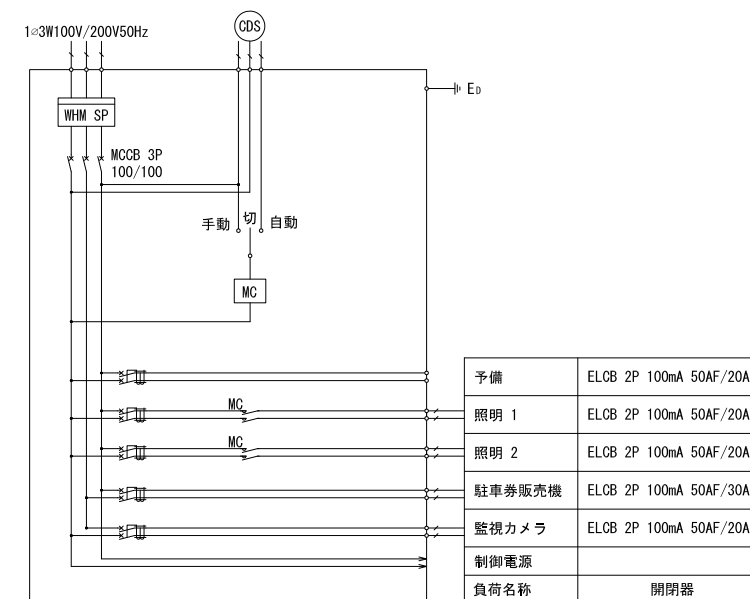 1⌀3W100V/200V50Hz
CDS
ED
WHM SP
MCCB 3P
100/100
手動 切 自動
MC
予備 ELCB 2P 100mA 50AF/20A
MC
照明 1 ELCB 2P 100mA 50AF/20A
MC
照明 2 ELCB 2P 100mA 50AF/20A
駐車券販売機 ELCB 2P 100mA 50AF/30A
監視カメラ ELCB 2P 100mA 50AF/20A
制御電源
負荷名称 開閉器